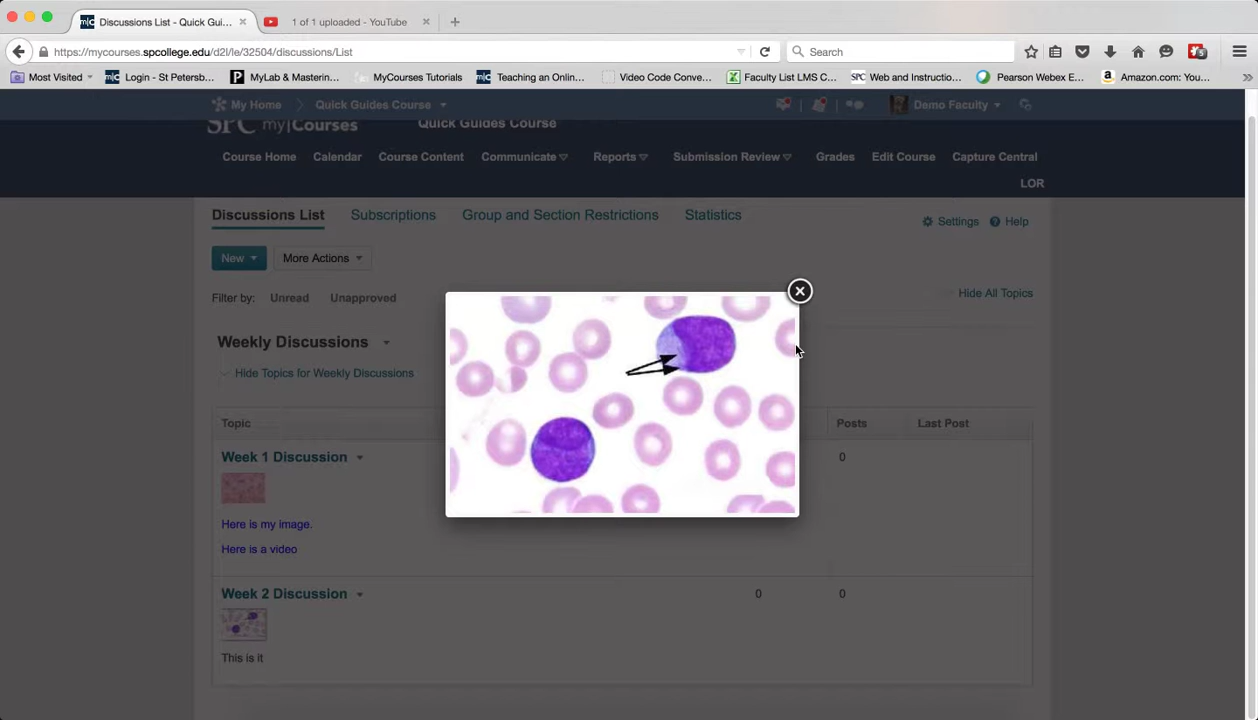 Discussions List - Quick Gui...
1 of 1 uploaded - YouTube
https://mycourses.spcollege.edu/d2l/le/32504/discussions/List
Search
Most Visited
m|c Login - St Petersb...
P MyLab & Masterin...
MyCourses Tutorials
m|c Teaching an Onlin...
Video Code Conve...
Faculty List LMS C...
SPC Web and Instructio...
Pearson Webex E...
Amazon.com: You...
My Home
Quick Guides Course
Demo Faculty
SPC my|Courses
Quick Guides Course
Course Home
Calendar
Course Content
Communicate
Reports
Submission Review
Grades
Edit Course
Capture Central
LOR
Discussions List
Subscriptions
Group and Section Restrictions
Statistics
Settings
Help
New
More Actions
Filter by: Unread Unapproved
Hide All Topics
Weekly Discussions
Hide Topics for Weekly Discussions
Topic
Posts
Last Post
Week 1 Discussion
0
Here is my image.
Here is a video
Week 2 Discussion
0
0
This is it